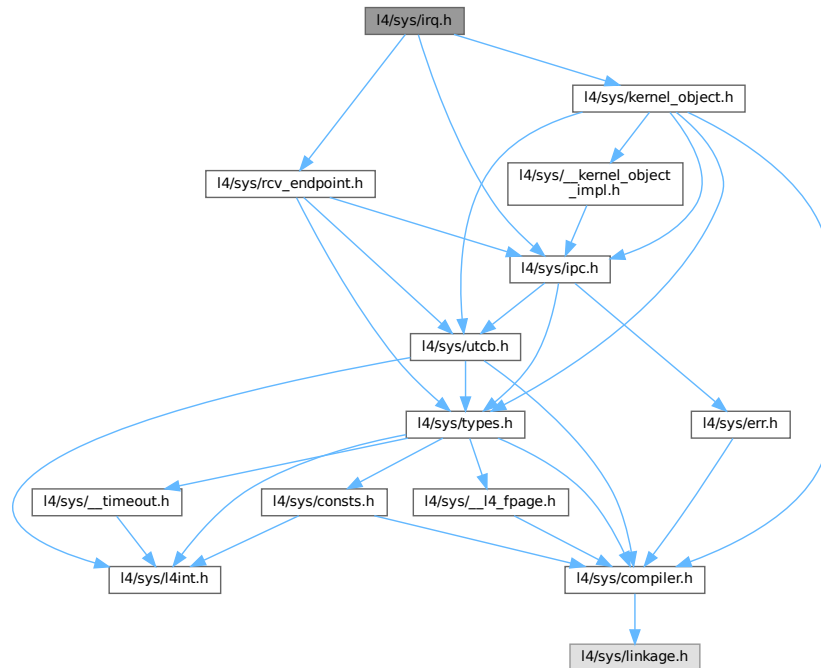 l4/sys/irq.h
l4/sys/kernel_object.h
l4/sys/rcv_endpoint.h
l4/sys/__kernel_object
_impl.h
l4/sys/ipc.h
l4/sys/utcb.h
l4/sys/types.h
l4/sys/err.h
l4/sys/__timeout.h
l4/sys/consts.h
l4/sys/__l4_fpage.h
l4/sys/l4int.h
l4/sys/compiler.h
l4/sys/linkage.h